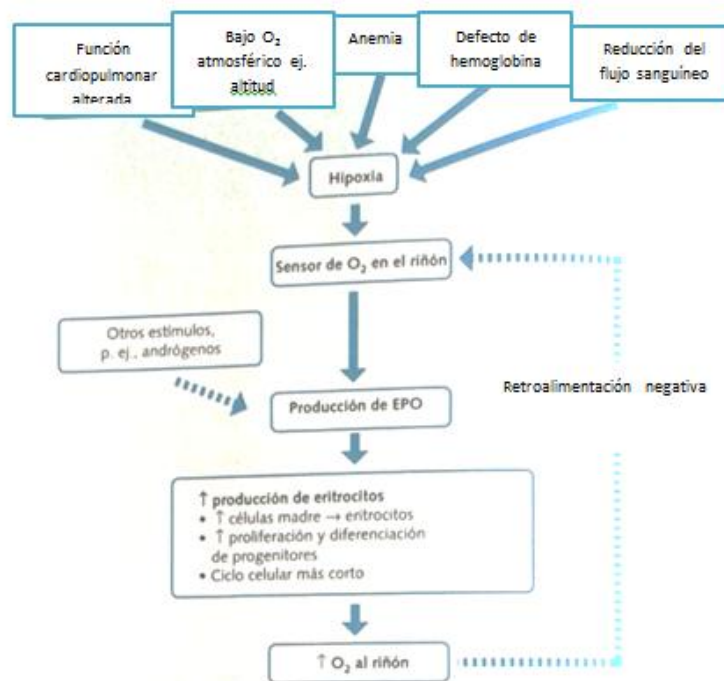 Función
cardiopulmonar
alterada
Bajo O₂
atmosférico ej.
altitud
Anemia
Defecto de
hemoglobina
Reducción del
flujo sanguíneo
Hipoxia
Sensor de O₂ en el riñón
Otros estímulos,
p. ej., andrógenos
Retroalimentación negativa
Producción de EPO
↑ producción de eritrocitos
• ↑ células madre → eritrocitos
• ↑ proliferación y diferenciación
de progenitores
• Ciclo celular más corto
↑ O₂ al riñón